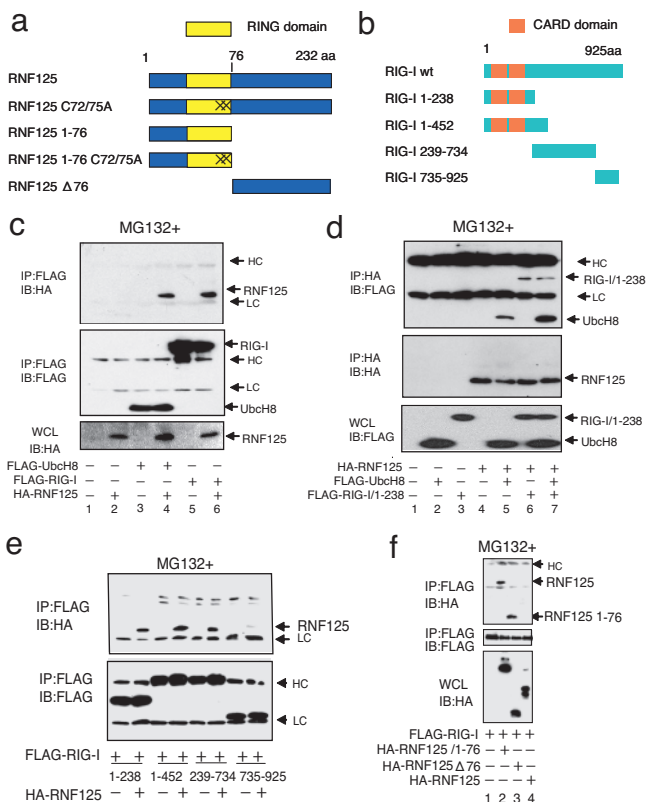 a
RING domain
1 76 232 aa
RNF125
RNF125 C72/75A
RNF125 1-76
RNF125 1-76 C72/75A
RNF125 Δ76
b
CARD domain
1 925aa
RIG-I wt
RIG-I 1-238
RIG-I 1-452
RIG-I 239-734
RIG-I 735-925
c
MG132+
IP:FLAG
IB:HA
HC
RNF125
LC
IP:FLAG
IB:FLAG
RIG-I
HC
LC
UbcH8
WCL
IB:HA
RNF125
FLAG-UbcH8 – – + + – –
FLAG-RIG-I – – – – + +
HA-RNF125 – + – + – +
1 2 3 4 5 6
d
MG132+
IP:HA
IB:FLAG
HC
RIG-I/1-238
LC
UbcH8
IP:HA
IB:HA
RNF125
WCL
IB:FLAG
RIG-I/1-238
UbcH8
HA-RNF125 – – – + + + +
FLAG-UbcH8 – + – – + – +
FLAG-RIG-I/1-238 – – + – – + +
1 2 3 4 5 6 7
e
MG132+
IP:FLAG
IB:HA
RNF125
LC
IP:FLAG
IB:FLAG
HC
LC
FLAG-RIG-I + + + + + + + +
1-238 1-452 239-734 735-925
HA-RNF125 – + – + – + – +
f
MG132+
IP:FLAG
IB:HA
HC
RNF125
RNF125 1-76
IP:FLAG
IB:FLAG
WCL
IB:HA
FLAG-RIG-I + + + +
HA-RNF125 /1-76 – + – –
HA-RNF125 Δ 76 – – + –
HA-RNF125 – – – +
1 2 3 4